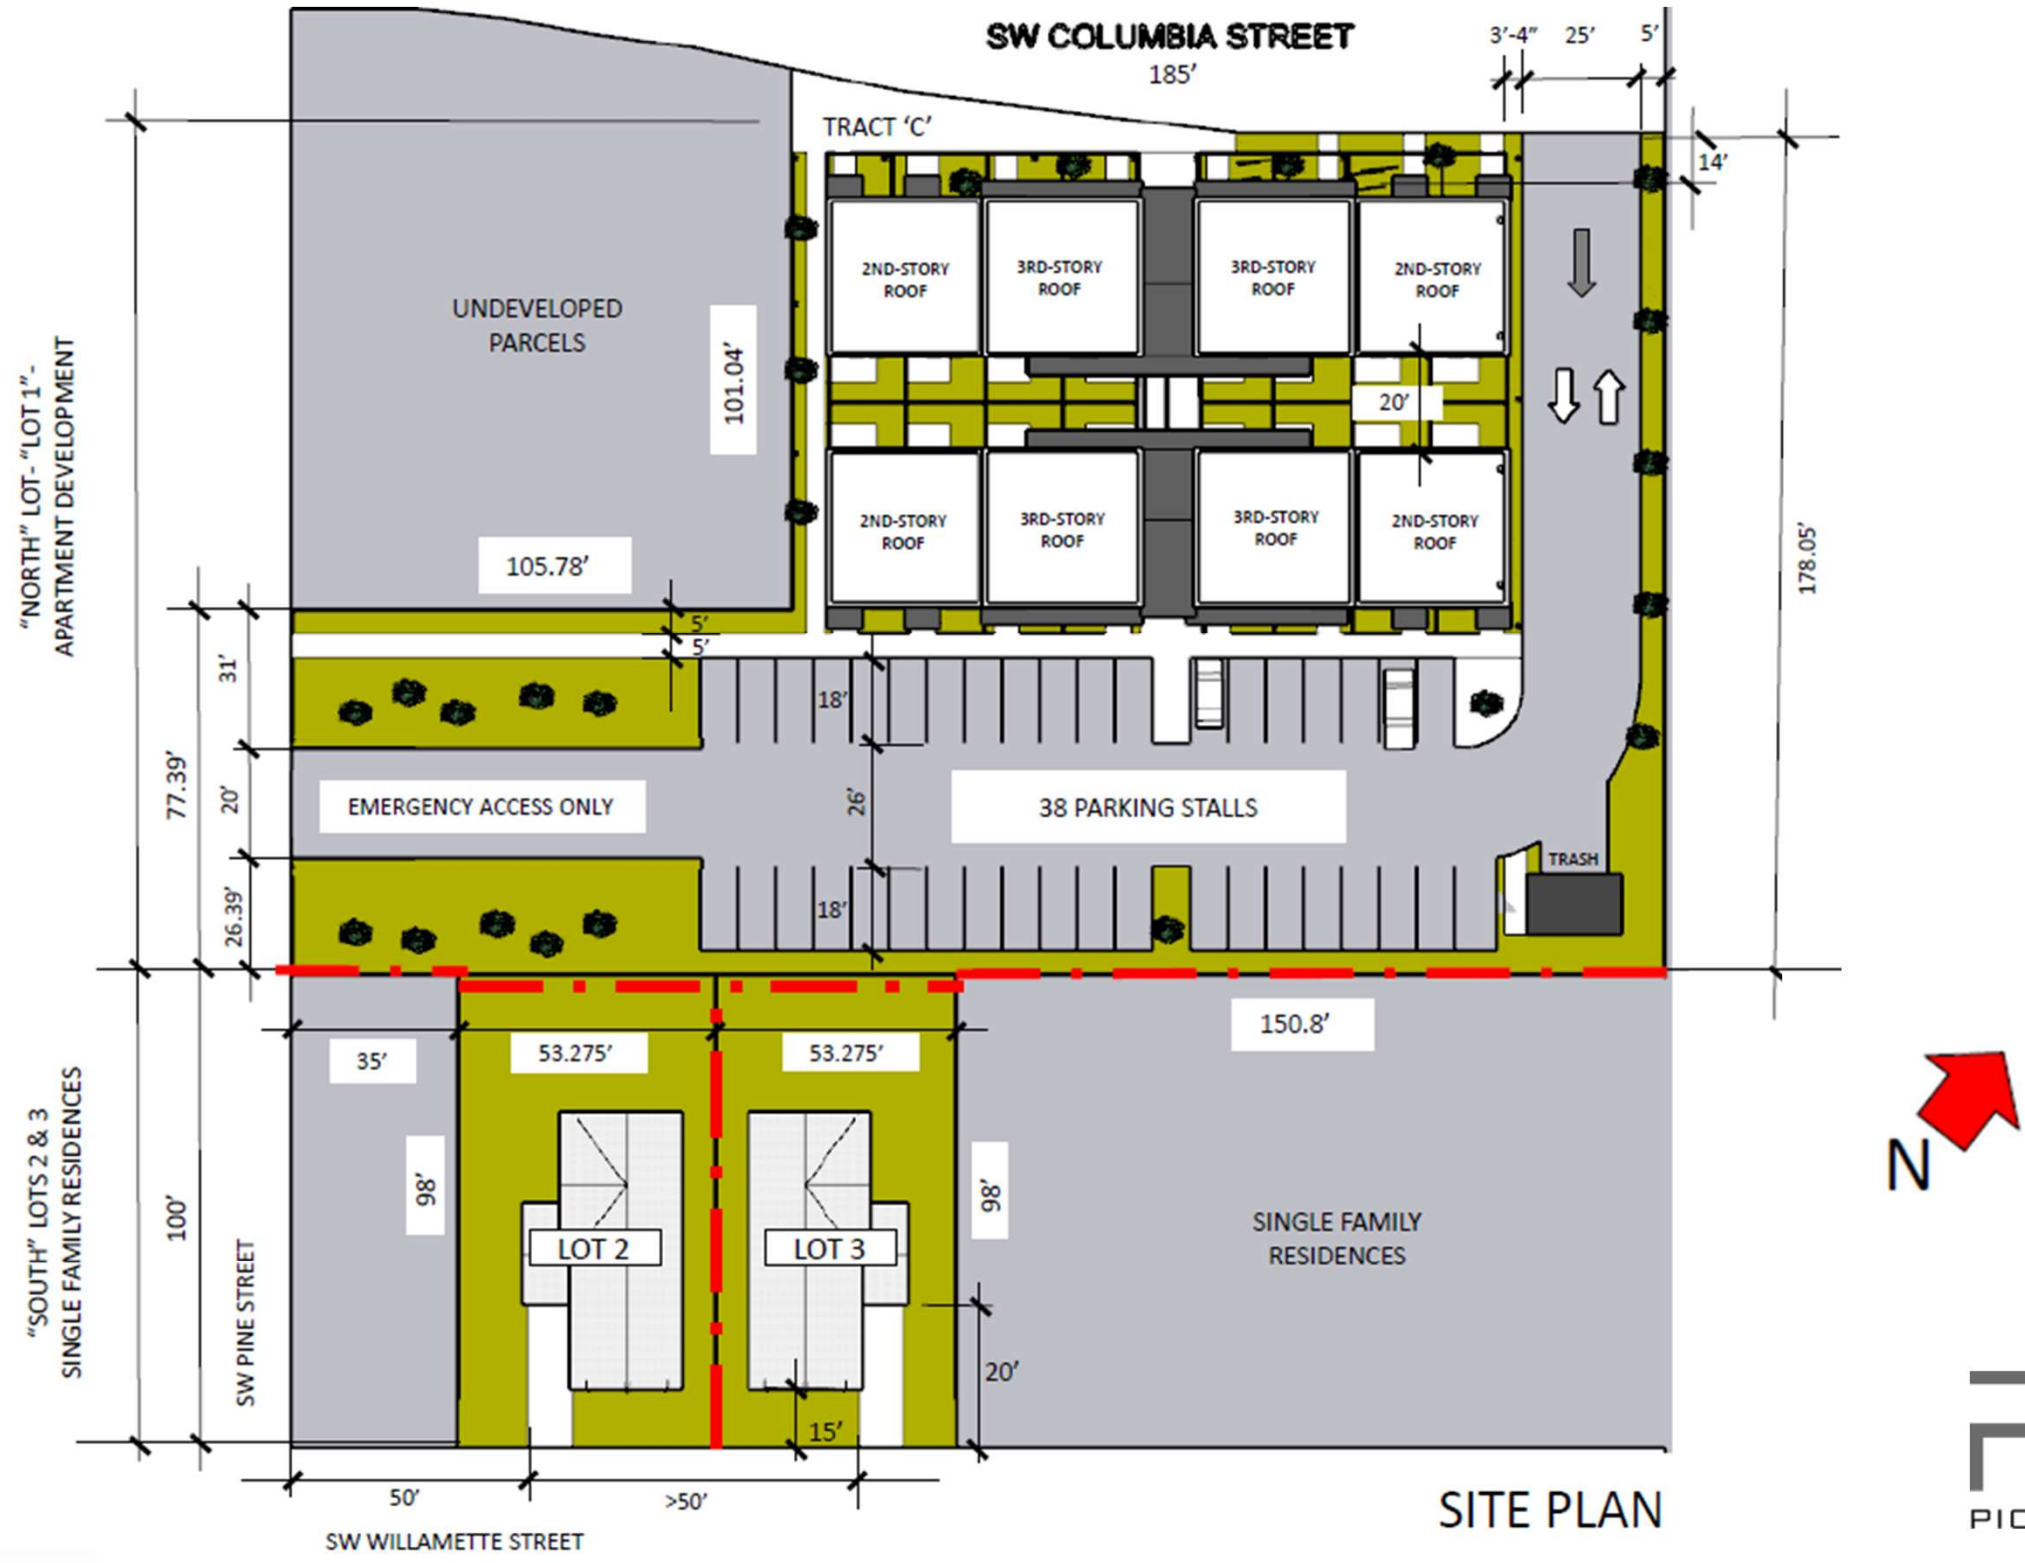 SW COLUMBIA STREET
185’
3’-4”
25’
5’
TRACT ‘C’
14’
2ND-STORY
ROOF
3RD-STORY
ROOF
3RD-STORY
ROOF
2ND-STORY
ROOF
UNDEVELOPED
PARCELS
101.04’
20’
“NORTH” LOT- “LOT 1”-
APARTMENT DEVELOPMENT
2ND-STORY
ROOF
3RD-STORY
ROOF
3RD-STORY
ROOF
2ND-STORY
ROOF
105.78’
178.05’
5’
5’
31’
18’
77.39’
20’
EMERGENCY ACCESS ONLY
26’
38 PARKING STALLS
TRASH
26.39’
18’
150.8’
35’
53.275’
53.275’
“SOUTH” LOTS 2 & 3
SINGLE FAMILY RESIDENCES
100’
98’
98’
N
SINGLE FAMILY
RESIDENCES
LOT 2
LOT 3
SW PINE STREET
20’
15’
50’
>50’
SITE PLAN
SW WILLAMETTE STREET